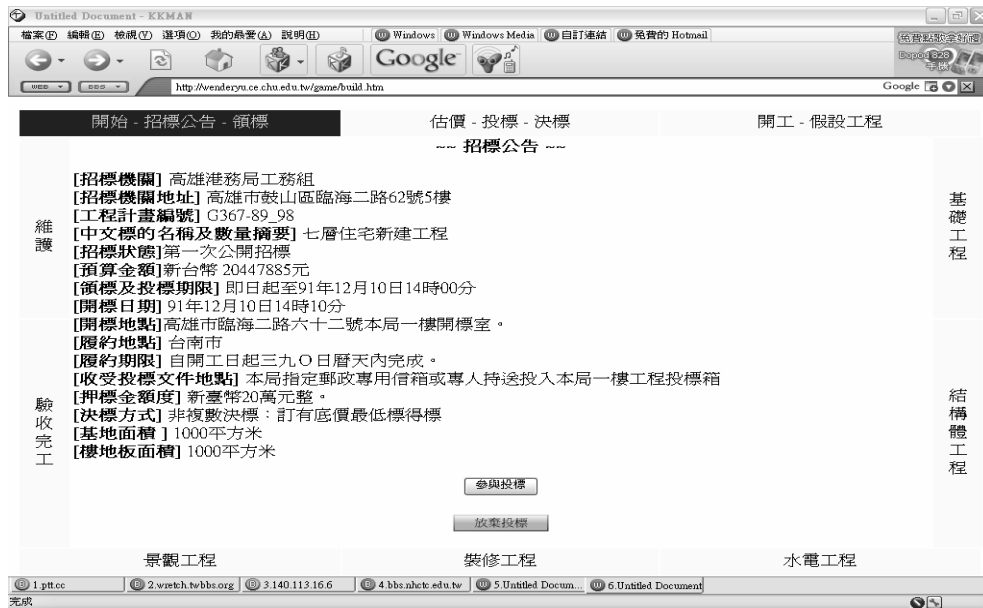 Untitled Document - KKMAN
檔案(F) 編輯(E) 檢視(V) 選項(O) 我的最愛(A) 說明(H) Windows Windows Media 自訂連結 免費的 Hotmail
免費點歌金好禮
Google
WEB BBS http://wenderyu.ce.chu.edu.tw/game/build.htm Google
開始 - 招標公告 - 領標 估價 - 投標 - 決標 開工 - 假設工程
~~ 招標公告 ~~
[招標機關] 高雄港務局工務組
[招標機關地址] 高雄市鼓山區臨海二路62號5樓
[工程計畫編號] G367-89_98
[中文標的名稱及數量摘要] 七層住宅新建工程
[招標狀態]第一次公開招標
[預算金額]新台幣 20447885元
[領標及投標期限] 即日起至91年12月10日14時00分
[開標日期] 91年12月10日14時10分
[開標地點]高雄市臨海二路六十二號本局一樓開標室。
[履約地點] 台南市
[履約期限] 自開工日起三九○日曆天內完成。
[收受投標文件地點] 本局指定郵政專用信箱或專人持送投入本局一樓工程投標箱
[押標金額度] 新臺幣20萬元整。
[決標方式] 非複數決標：訂有底價最低標得標
[基地面積 ] 1000平方米
[樓地板面積] 1000平方米
參與投標
放棄投標
維護
驗收完工
基礎工程
結構體工程
景觀工程 裝修工程 水電工程
1.ptt.cc 2.wretch.twbbs.org 3.140.113.16.6 4.bbs.nhctc.edu.tw 5.Untitled Docum... 6.Untitled Document
完成